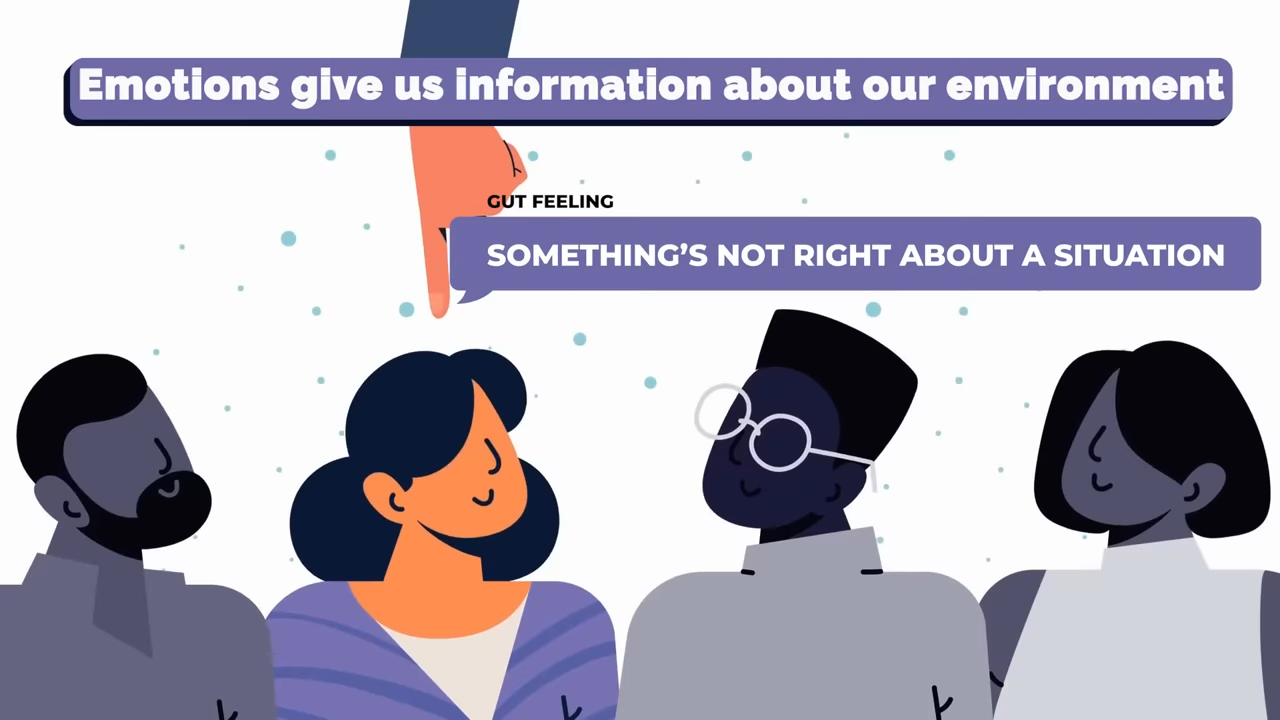 Emotions give us information about our environment
GUT FEELING
SOMETHING’S NOT RIGHT ABOUT A SITUATION